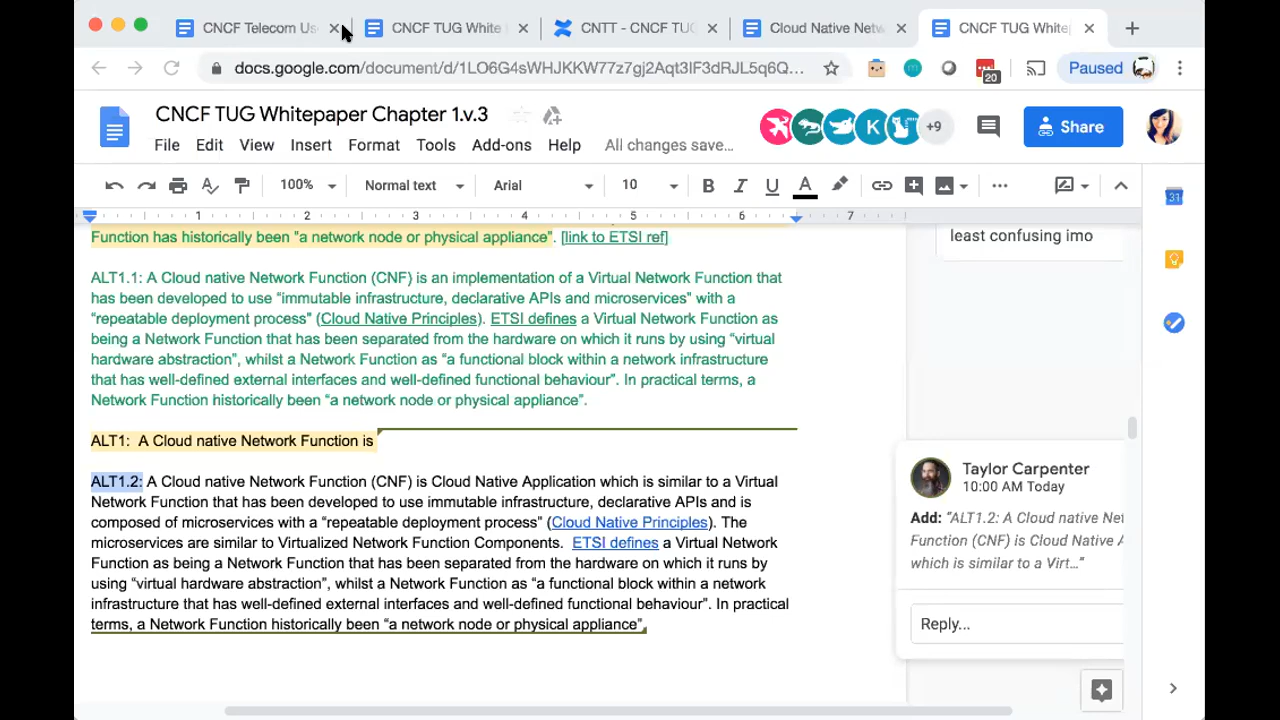 CNCF Telecom Us
CNCF TUG White
CNTT - CNCF TUG
Cloud Native Netw
CNCF TUG White
docs.google.com/document/d/1LO6G4sWHJKKW77z7gj2Aqt3lF3dRJL5q6Q...
20
Paused
CNCF TUG Whitepaper Chapter 1.v.3
K
+9
Share
File Edit View Insert Format Tools Add-ons Help All changes save...
100% Normal text Arial 10 B I U A
1 2 3 4 5 6 7
31
Function has historically been "a network node or physical appliance". [link to ETSI ref]
least confusing imo
ALT1.1: A Cloud native Network Function (CNF) is an implementation of a Virtual Network Function that
has been developed to use “immutable infrastructure, declarative APIs and microservices” with a
“repeatable deployment process” (Cloud Native Principles). ETSI defines a Virtual Network Function as
being a Network Function that has been separated from the hardware on which it runs by using “virtual
hardware abstraction”, whilst a Network Function as “a functional block within a network infrastructure
that has well-defined external interfaces and well-defined functional behaviour”. In practical terms, a
Network Function historically been “a network node or physical appliance”.
ALT1: A Cloud native Network Function is
ALT1.2: A Cloud native Network Function (CNF) is Cloud Native Application which is similar to a Virtual
Network Function that has been developed to use immutable infrastructure, declarative APIs and is
composed of microservices with a “repeatable deployment process” (Cloud Native Principles). The
microservices are similar to Virtualized Network Function Components. ETSI defines a Virtual Network
Function as being a Network Function that has been separated from the hardware on which it runs by
using “virtual hardware abstraction”, whilst a Network Function as “a functional block within a network
infrastructure that has well-defined external interfaces and well-defined functional behaviour”. In practical
terms, a Network Function historically been “a network node or physical appliance”
Taylor Carpenter
10:00 AM Today
Add: “ALT1.2: A Cloud native Net
Function (CNF) is Cloud Native A
which is similar to a Virt...”
Reply...